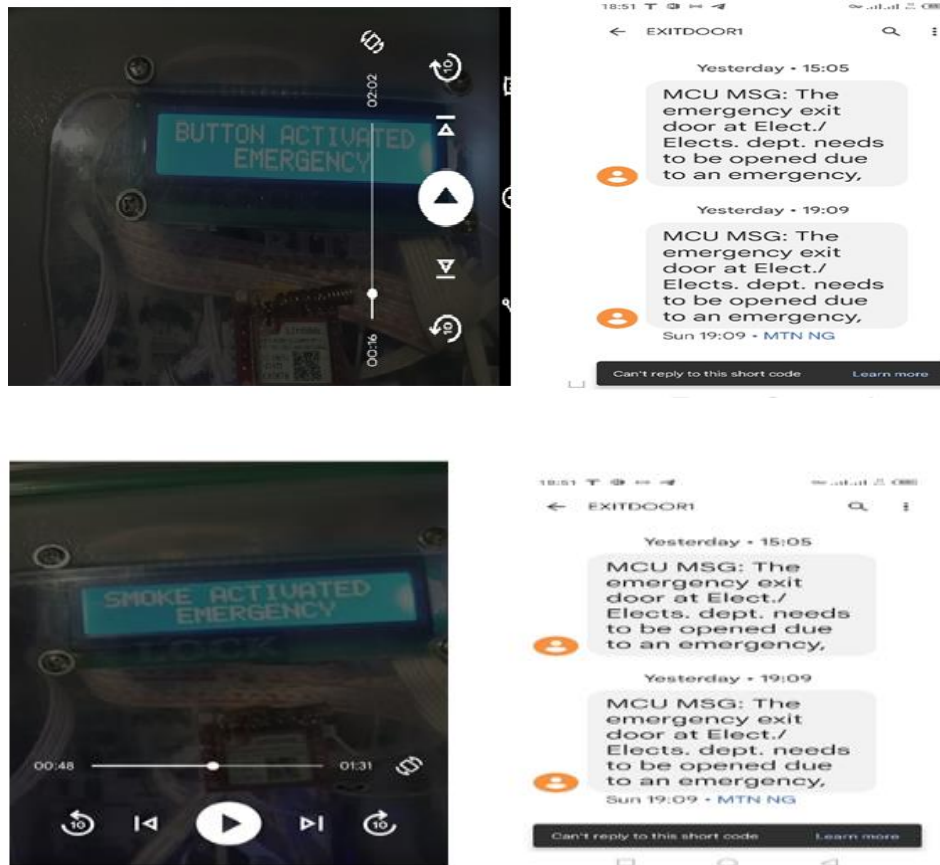 BUTTON ACTIVATED
EMERGENCY
02:02
00:16
10
10
18:51
EXITDOOR1
Yesterday • 15:05
MCU MSG: The
emergency exit
door at Elect./
Elects. dept. needs
to be opened due
to an emergency,
Yesterday • 19:09
MCU MSG: The
emergency exit
door at Elect./
Elects. dept. needs
to be opened due
to an emergency,
Sun 19:09 • MTN NG
Can't reply to this short code Learn more
SMOKE ACTIVATED
EMERGENCY
LOCK
00:48
01:31
10
10
18:51
EXITDOOR1
Yesterday • 15:05
MCU MSG: The
emergency exit
door at Elect./
Elects. dept. needs
to be opened due
to an emergency,
Yesterday • 19:09
MCU MSG: The
emergency exit
door at Elect./
Elects. dept. needs
to be opened due
to an emergency,
Sun 19:09 • MTN NG
Can't reply to this short code Learn more